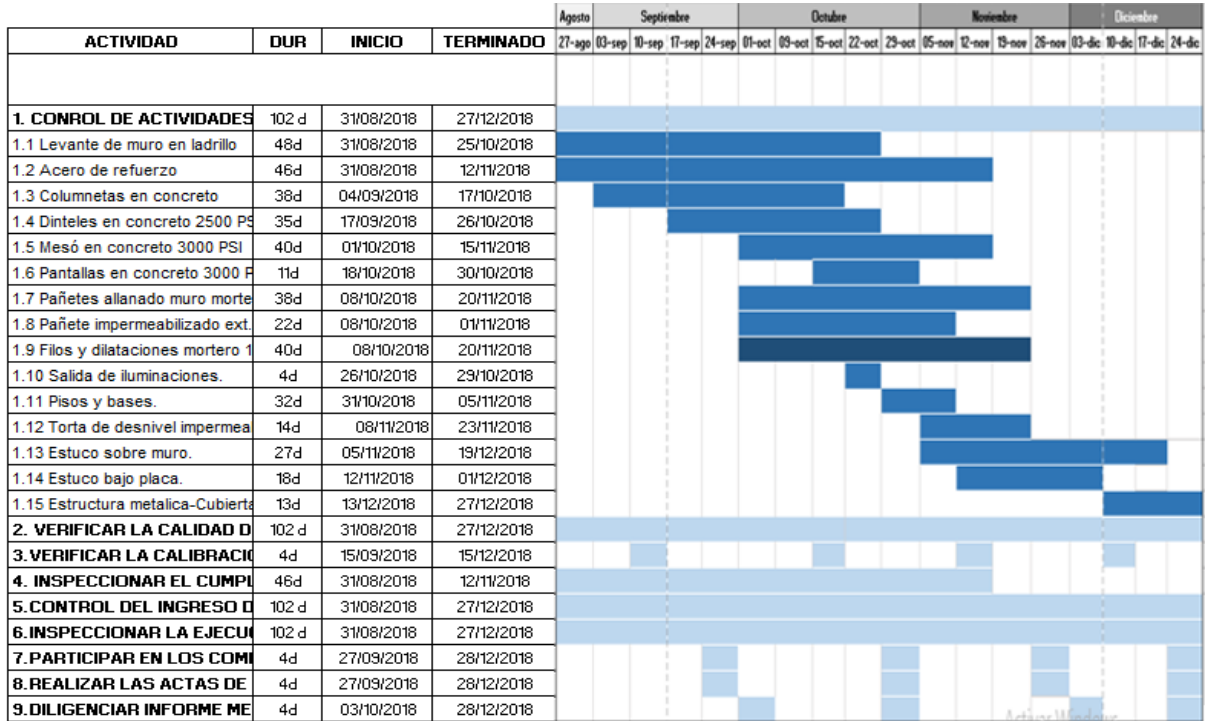 Agosto Septiembre Octubre Noviembre Diciembre
ACTIVIDAD DUR INICIO TERMINADO 27-ago 03-sep 10-sep 17-sep 24-sep 01-oct 09-oct 15-oct 22-oct 29-oct 05-nov 12-nov 19-nov 26-nov 03-dic 10-dic 17-dic 24-dic
1. CONROL DE ACTIVIDADES 102 d 31/08/2018 27/12/2018
1.1 Levante de muro en ladrillo 48d 31/08/2018 25/10/2018
1.2 Acero de refuerzo 46d 31/08/2018 12/11/2018
1.3 Columnetas en concreto 38d 04/09/2018 17/10/2018
1.4 Dinteles en concreto 2500 PS 35d 17/09/2018 26/10/2018
1.5 Mesó en concreto 3000 PSI 40d 01/10/2018 15/11/2018
1.6 Pantallas en concreto 3000 P 11d 18/10/2018 30/10/2018
1.7 Pañetes allanado muro morte 38d 08/10/2018 20/11/2018
1.8 Pañete impermeabilizado ext. 22d 08/10/2018 01/11/2018
1.9 Filos y dilataciones mortero 1 40d 08/10/2018 20/11/2018
1.10 Salida de iluminaciones. 4d 26/10/2018 29/10/2018
1.11 Pisos y bases. 32d 31/10/2018 05/11/2018
1.12 Torta de desnivel impermea 14d 08/11/2018 23/11/2018
1.13 Estuco sobre muro. 27d 05/11/2018 19/12/2018
1.14 Estuco bajo placa. 18d 12/11/2018 01/12/2018
1.15 Estructura metalica-Cubierta 13d 13/12/2018 27/12/2018
2. VERIFICAR LA CALIDAD D 102 d 31/08/2018 27/12/2018
3.VERIFICAR LA CALIBRACIO 4d 15/09/2018 15/12/2018
4. INSPECCIONAR EL CUMPL 46d 31/08/2018 12/11/2018
5.CONTROL DEL INGRESO D 102 d 31/08/2018 27/12/2018
6.INSPECCIONAR LA EJECU 102 d 31/08/2018 27/12/2018
7.PARTICIPAR EN LOS COMI 4d 27/09/2018 28/12/2018
8.REALIZAR LAS ACTAS DE 4d 27/09/2018 28/12/2018
9.DILIGENCIAR INFORME ME 4d 03/10/2018 28/12/2018
Activar Windows